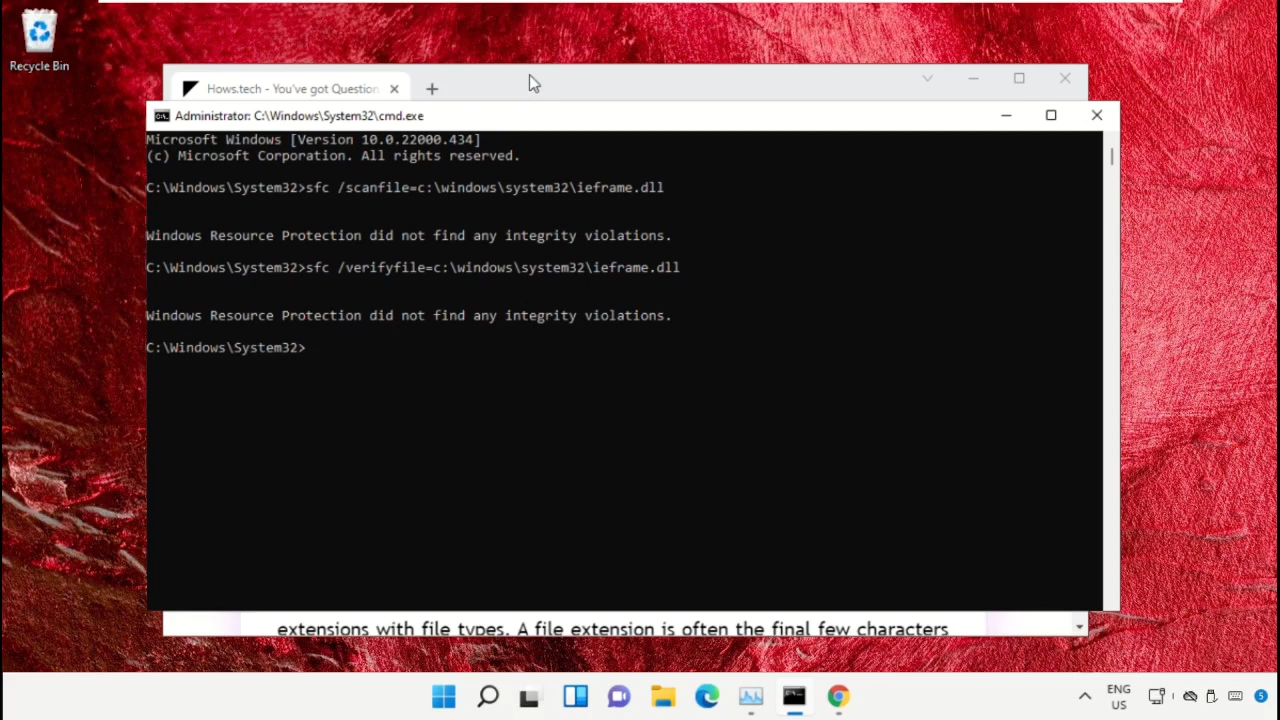 Recycle Bin
Hows.tech - You've got Question
Administrator: C:\Windows\System32\cmd.exe
Microsoft Windows [Version 10.0.22000.434]
(c) Microsoft Corporation. All rights reserved.
C:\Windows\System32>sfc /scanfile=c:\windows\system32\ieframe.dll
Windows Resource Protection did not find any integrity violations.
C:\Windows\System32>sfc /verifyfile=c:\windows\system32\ieframe.dll
Windows Resource Protection did not find any integrity violations.
C:\Windows\System32>
extensions with file types. A file extension is often the final few characters
ENG
US
5